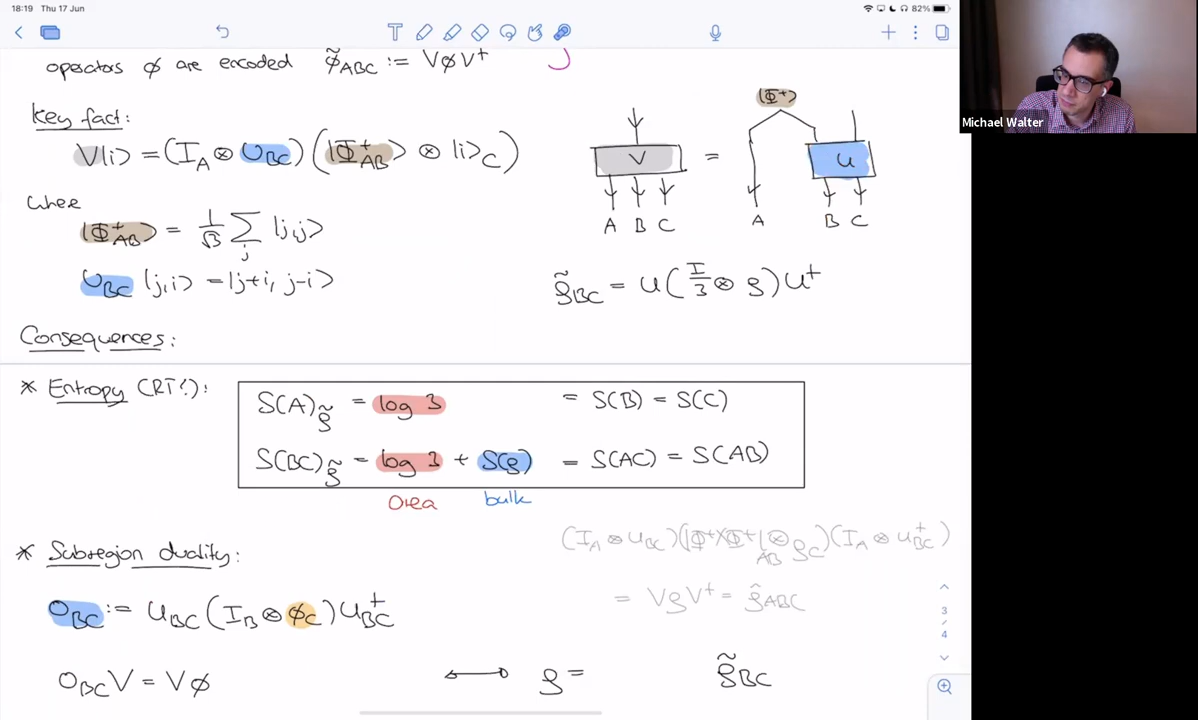 18:19 Thu 17 Jun
82%
operators ϕ are encoded ϕ̃_ABC := VϕV†
Michael Walter
Key fact:
V|i⟩ = (I_A ⊗ U_BC)(|Φ⁺_AB⟩ ⊗ |i⟩_C)
|Φ⁺⟩
V = U
A B C
A B C
where
|Φ⁺_AB⟩ = 1/√3 Σ_j |j,j⟩
U_BC |j,i⟩ = |j+i, j-i⟩
ρ̃_BC = U(I/3 ⊗ ρ)U†
Consequences:
* Entropy (RT!):
S(A)_ρ̃ = log 3 = S(B) = S(C)
S(BC)_ρ̃ = log 3 + S(ρ) = S(AC) = S(AB)
area bulk
* Subregion duality:
(I_A ⊗ U_BC)(|Φ⁺⟩⟨Φ⁺|_AB ⊗ ρ_C)(I_A ⊗ U†_BC)
= VρV† = ρ̃_ABC
O_BC := U_BC(I_B ⊗ ϕ_C)U†_BC
O_BC V = Vϕ ⟷ ρ = ρ̃_BC
3
/
4